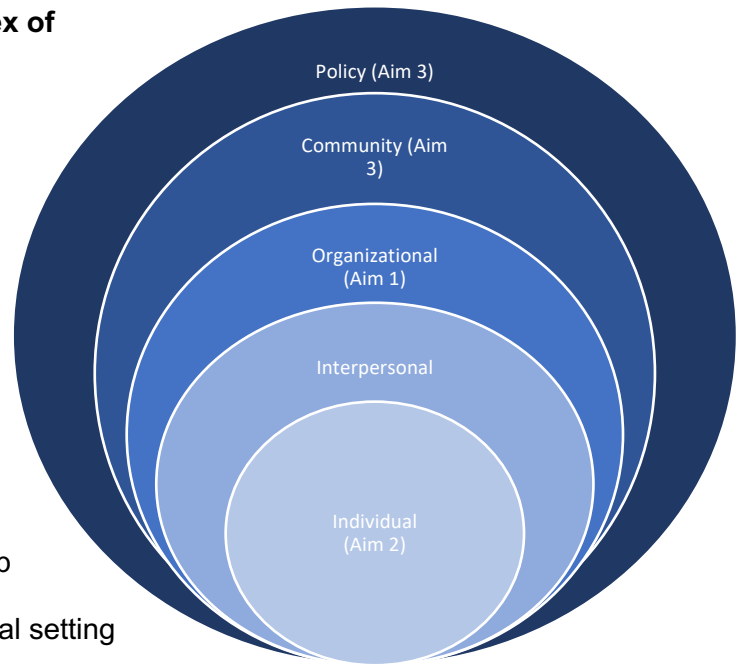 ex of
Policy (Aim 3)
Community (Aim
3)
Organizational
(Aim 1)
Interpersonal
Individual
(Aim 2)
al setting